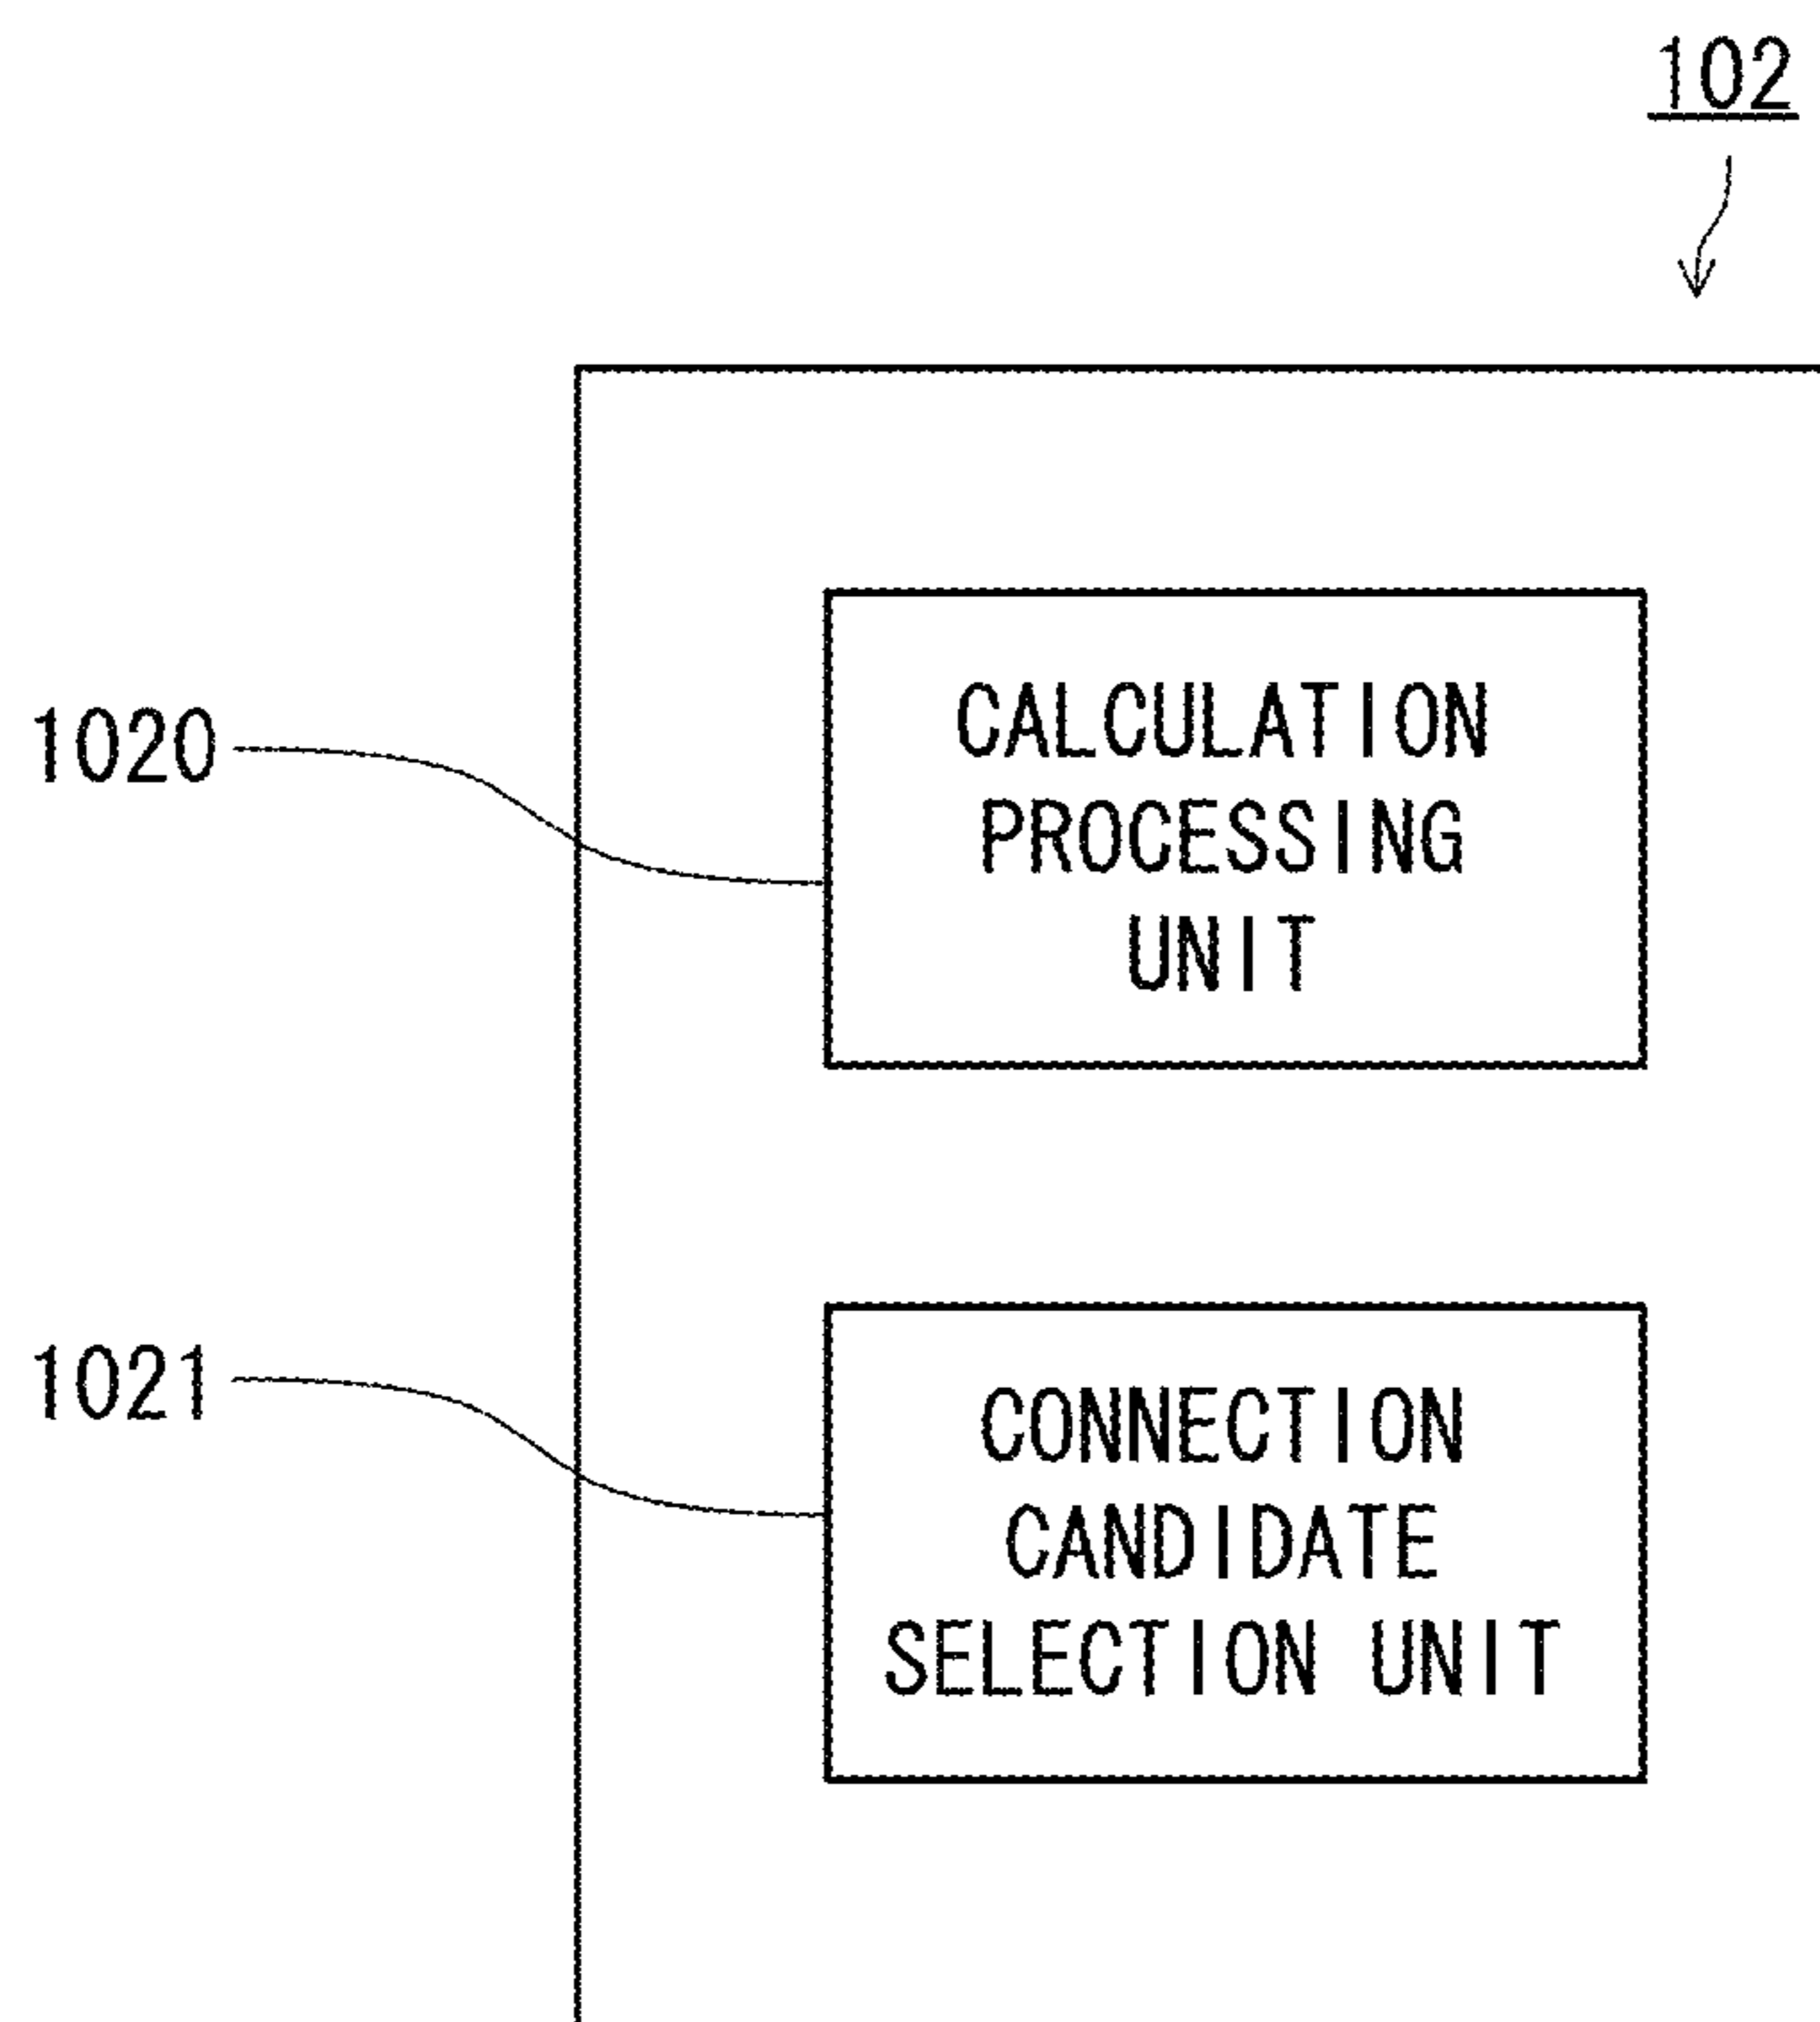 102
1020
CALCULATION
PROCESSING
UNIT
1021
CONNECTION
CANDIDATE
SELECTION UNIT